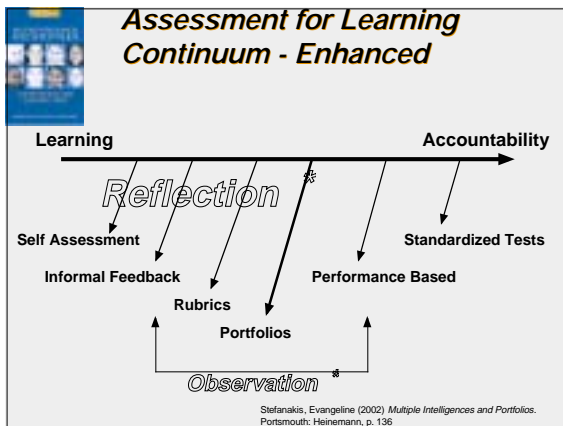 Assessment for Learning
Continuum - Enhanced
Learning
Accountability
Reflection *
Self Assessment
Standardized Tests
Informal Feedback
Performance Based
Rubrics
Portfolios
Observation *
Stefanakis, Evangeline (2002) Multiple Intelligences and Portfolios.
Portsmouth: Heinemann, p. 136